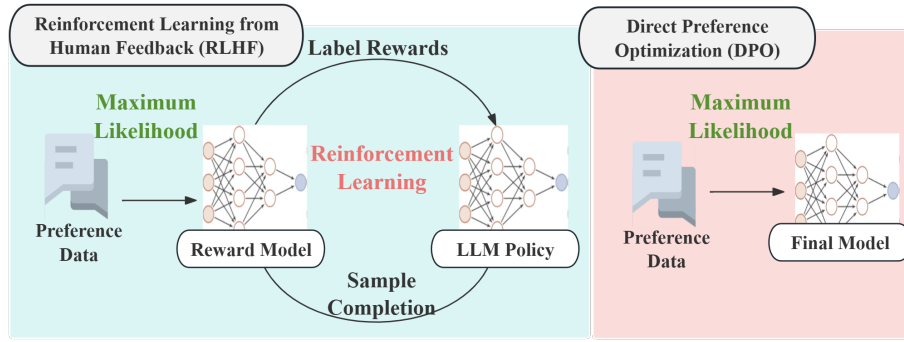 Reinforcement Learning from
Human Feedback (RLHF)
Label Rewards
Maximum
Likelihood
Reinforcement
Learning
Preference
Data
Reward Model
LLM Policy
Sample
Completion
Direct Preference
Optimization (DPO)
Maximum
Likelihood
Preference
Data
Final Model